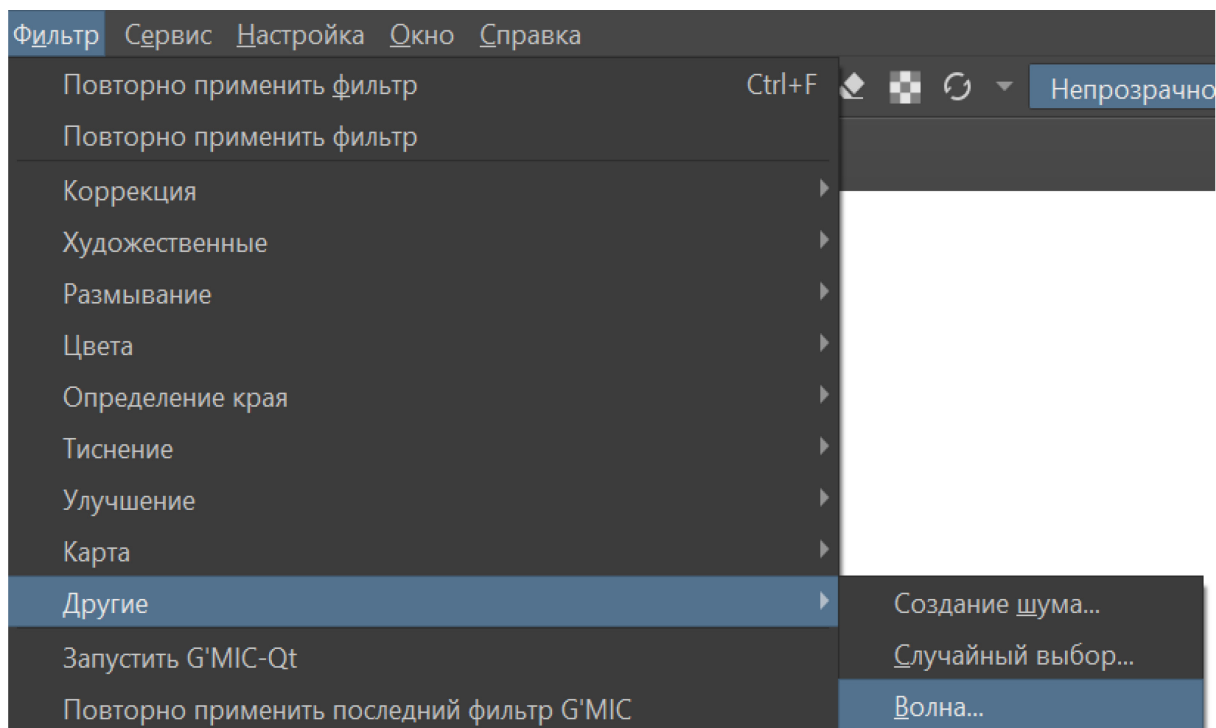 Фильтр Сервис Настройка Окно Справка
Повторно применить фильтр Ctrl+F
Непрозрачно
Повторно применить фильтр
Коррекция
Художественные
Размывание
Цвета
Определение края
Тиснение
Улучшение
Карта
Другие
Создание шума...
Запустить G'MIC-Qt
Случайный выбор...
Повторно применить последний фильтр G'MIC
Волна...